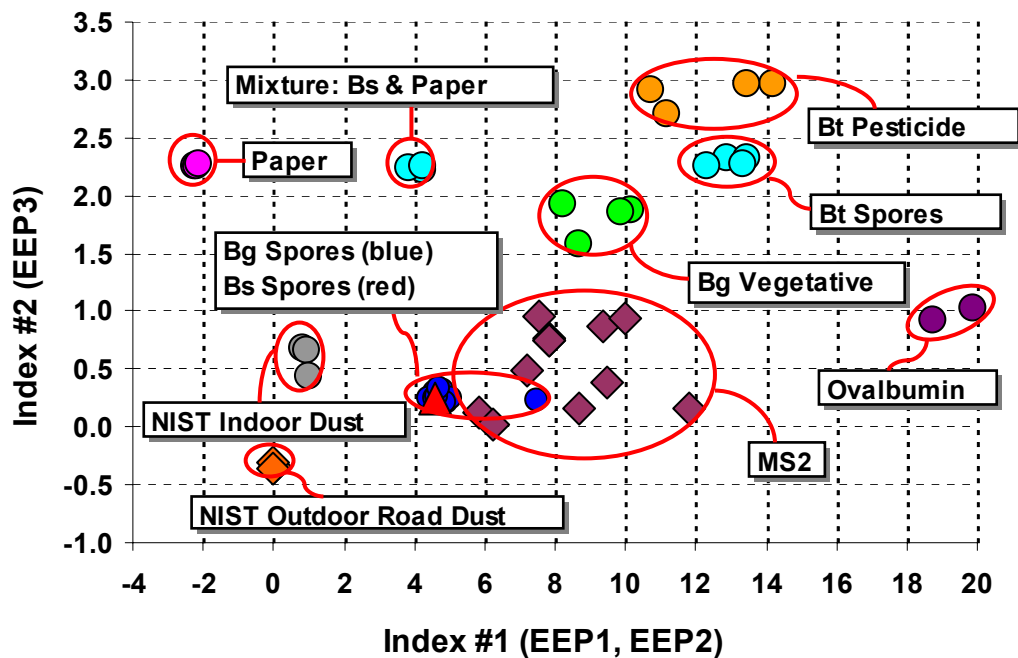 3.5
3.0
2.5
2.0
1.5
1.0
0.5
0.0
-0.5
-1.0
Index #2 (EEP3)
Mixture: Bs & Paper
Paper
Bt Pesticide
Bt Spores
Bg Spores (blue)
Bs Spores (red)
Bg Vegetative
Ovalbumin
NIST Indoor Dust
MS2
NIST Outdoor Road Dust
-4 -2 0 2 4 6 8 10 12 14 16 18 20
Index #1 (EEP1, EEP2)